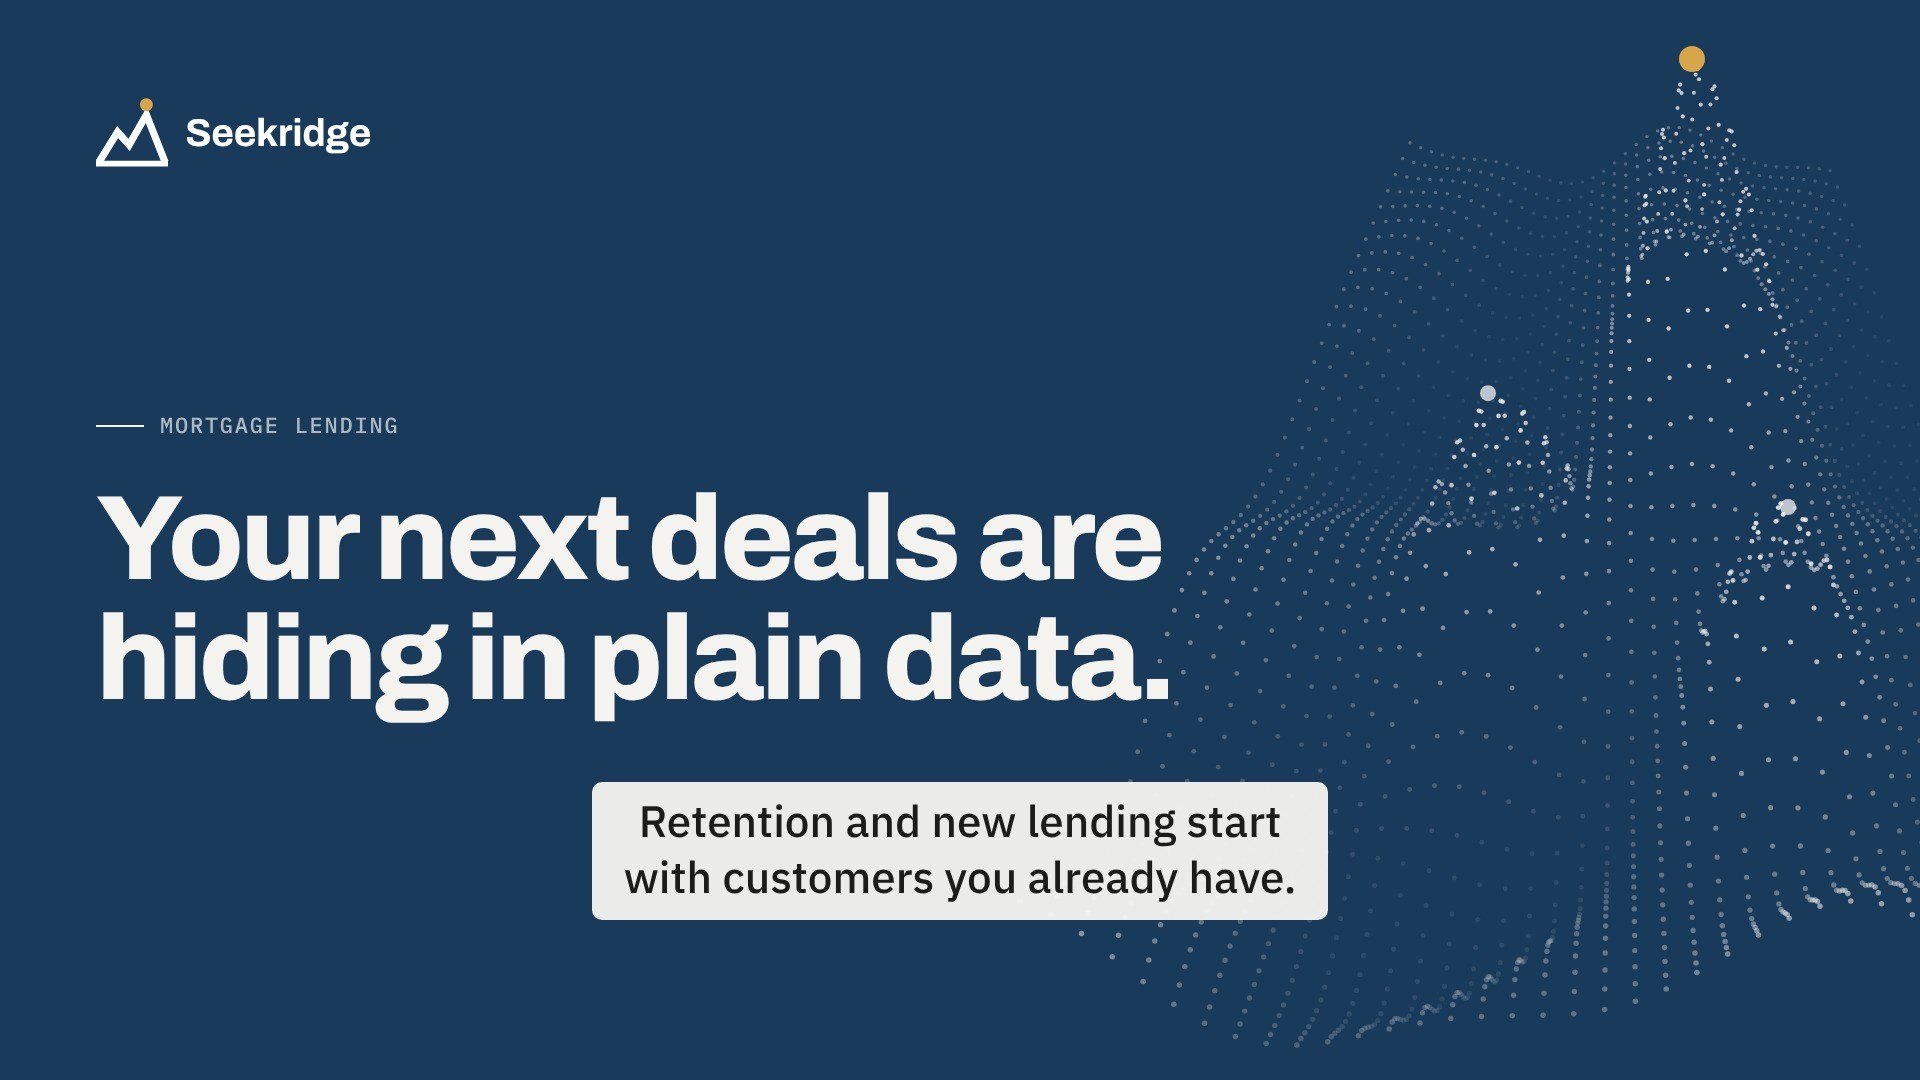 Seekridge
MORTGAGE LENDING
Your next deals are
hiding in plain data.
Retention and new lending start
with customers you already have.